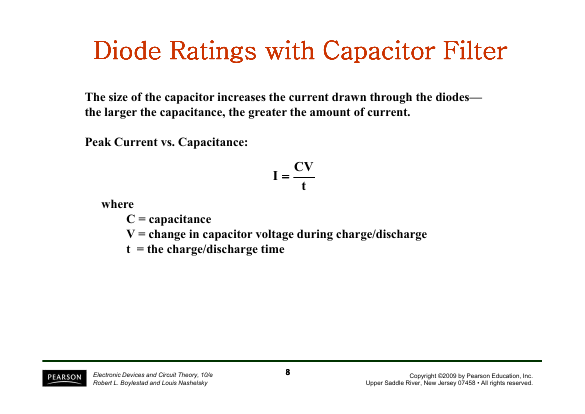 Diode Ratings with Capacitor Filter
The size of the capacitor increases the current drawn through the diodes—
the larger the capacitance, the greater the amount of current.
Peak Current vs. Capacitance:
I = CV
t
where
C = capacitance
V = change in capacitor voltage during charge/discharge
t = the charge/discharge time
PEARSON
Electronic Devices and Circuit Theory, 10/e
Robert L. Boylestad and Louis Nashelsky
8
Copyright ©2009 by Pearson Education, Inc.
Upper Saddle River, New Jersey 07458 • All rights reserved.